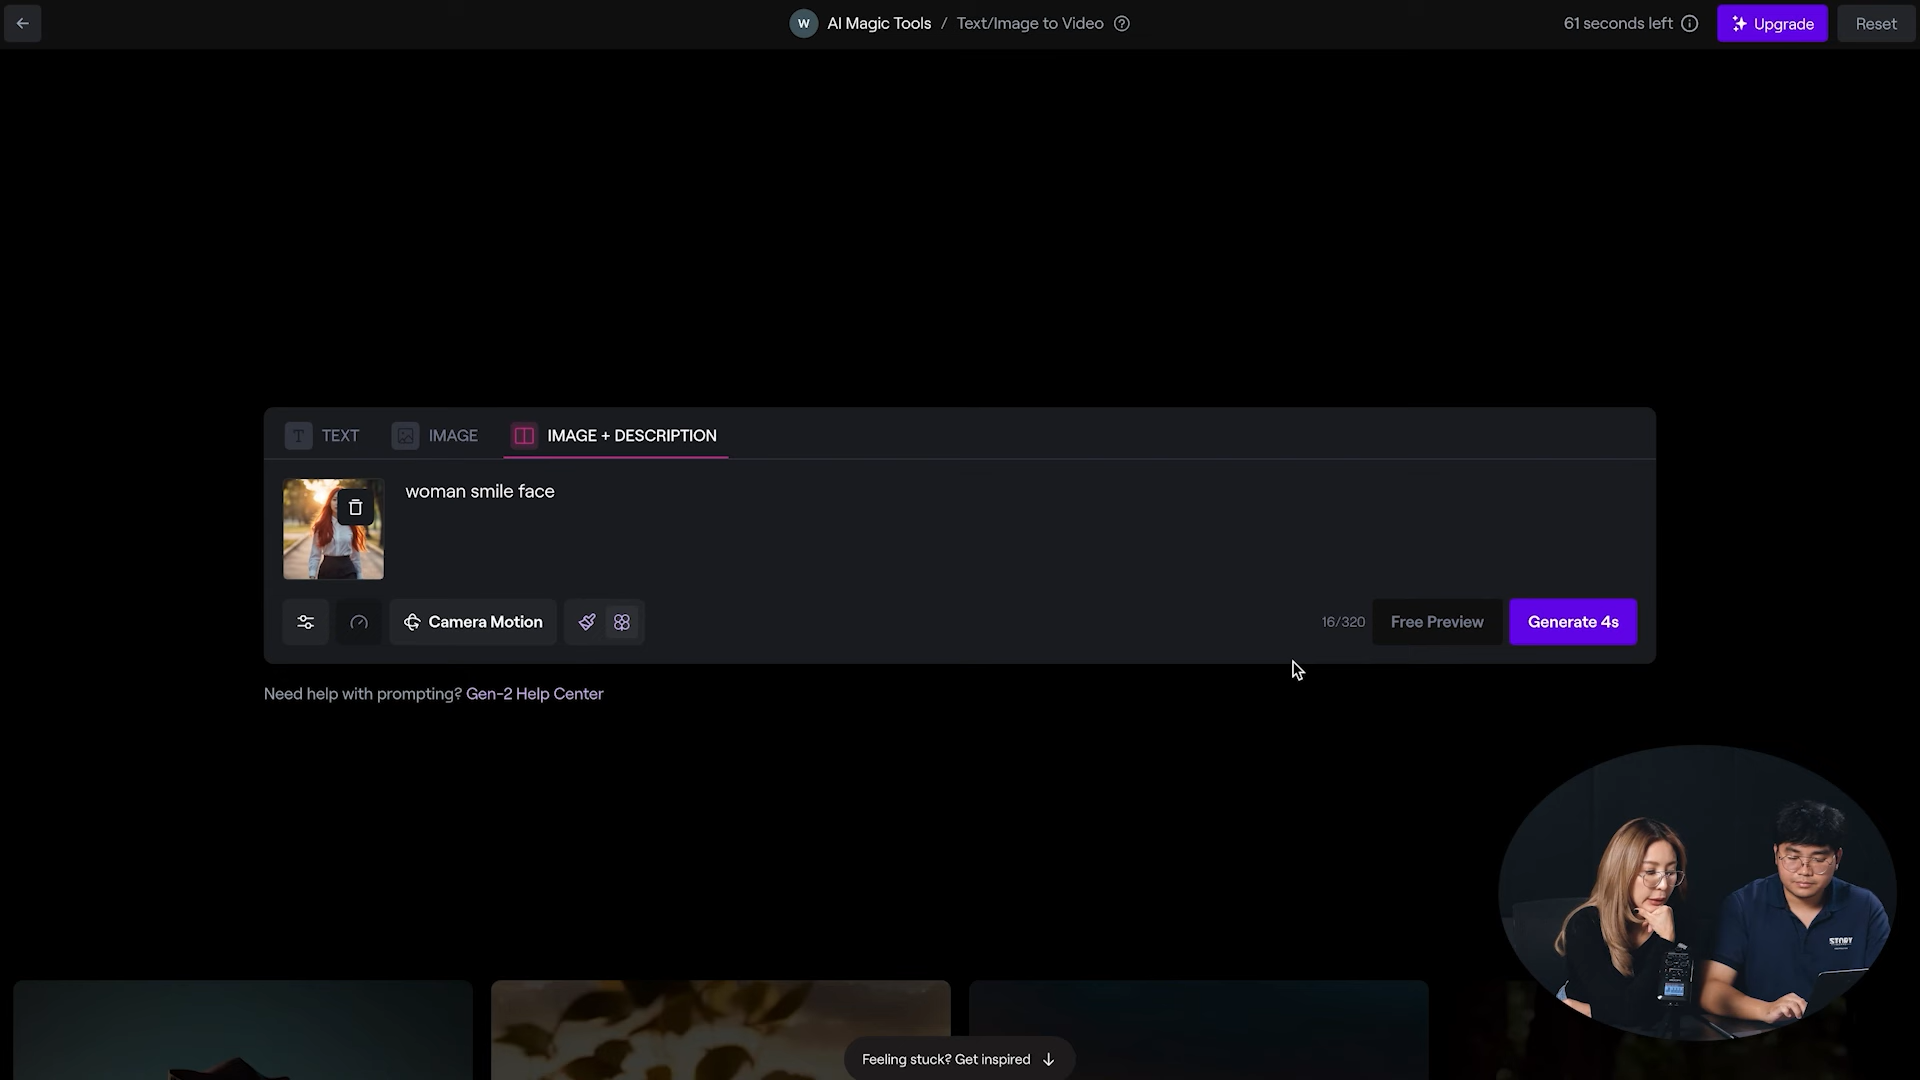 W AI Magic Tools / Text/Image to Video
61 seconds left
Upgrade
Reset
T TEXT
IMAGE
IMAGE + DESCRIPTION
woman smile face
Camera Motion
16/320
Free Preview
Generate 4s
Need help with prompting? Gen-2 Help Center
STORY
Feeling stuck? Get inspired